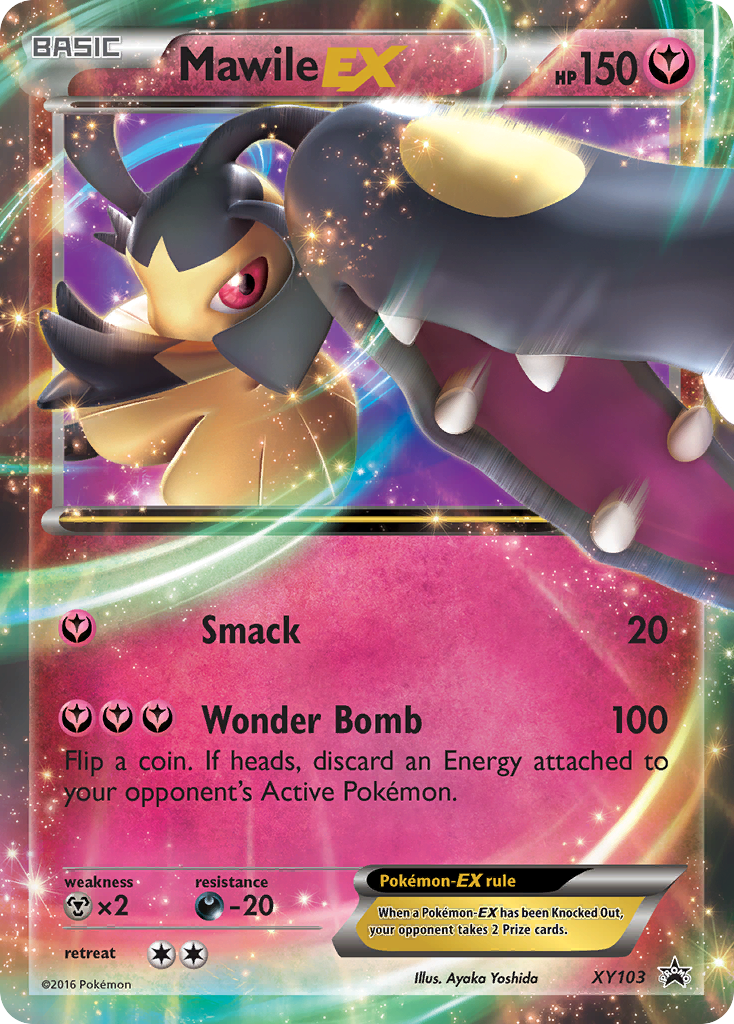 BASIC
Mawile EX
HP 150
Smack 20
Wonder Bomb 100
Flip a coin. If heads, discard an Energy attached to
your opponent's Active Pokémon.
weakness resistance
×2 -20
retreat
Pokémon-EX rule
When a Pokémon-EX has been Knocked Out,
your opponent takes 2 Prize cards.
©2016 Pokémon Illus. Ayaka Yoshida XY103 PROMO